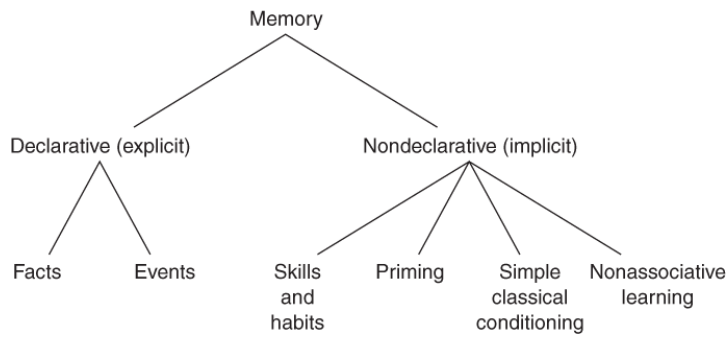 Memory
Declarative (explicit)
Nondeclarative (implicit)
Facts
Events
Skills
and
habits
Priming
Simple
classical
conditioning
Nonassociative
learning